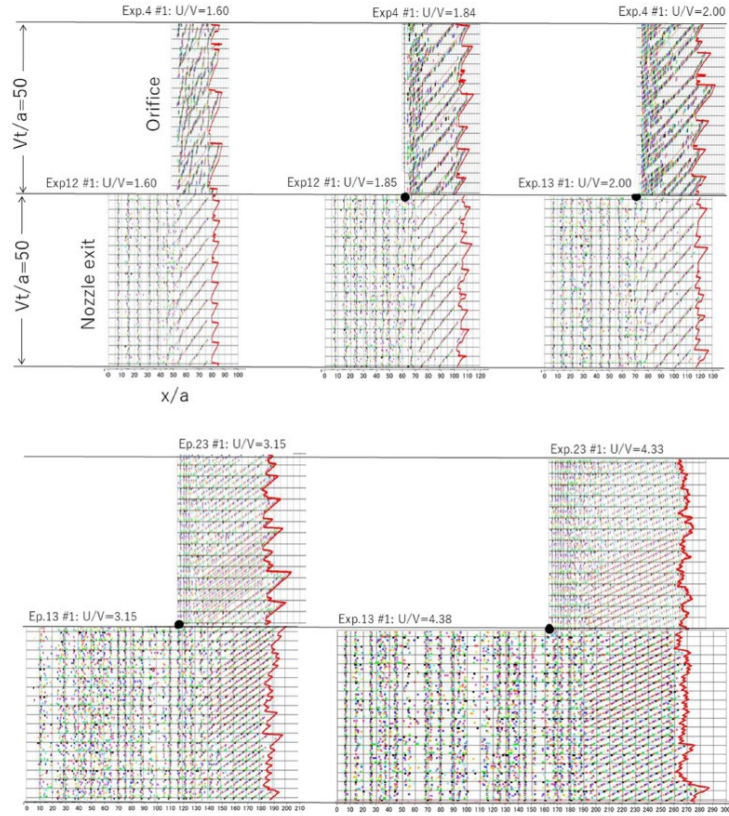 Exp.4 #1: U/V=1.60
Exp4 #1: U/V=1.84
Exp.4 #1: U/V=2.00
Vt/a=50
Orifice
Exp12 #1: U/V=1.60
Exp12 #1: U/V=1.85
Exp.13 #1: U/V=2.00
Vt/a=50
Nozzle exit
0 10 20 30 40 50 60 70 80 90 100
0 10 20 30 40 50 60 70 80 90 100 110 120
0 10 20 30 40 50 60 70 80 90 100 110 120 130
x/a
Ep.23 #1: U/V=3.15
Exp.23 #1: U/V=4.33
Ep.13 #1: U/V=3.15
Exp.13 #1: U/V=4.38
0 10 20 30 40 50 60 70 80 90 100 110 120 130 140 150 160 170 180 190 200 210
0 10 20 30 40 50 60 70 80 90 100 110 120 130 140 150 160 170 180 190 200 210 220 230 240 250 260 270 280 290 300